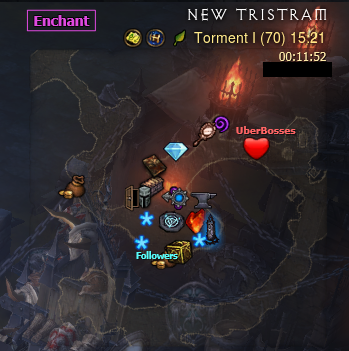 Enchant
NEW TRISTRAM
Torment I (70) 15:21
00:11:52
UberBosses
Followers